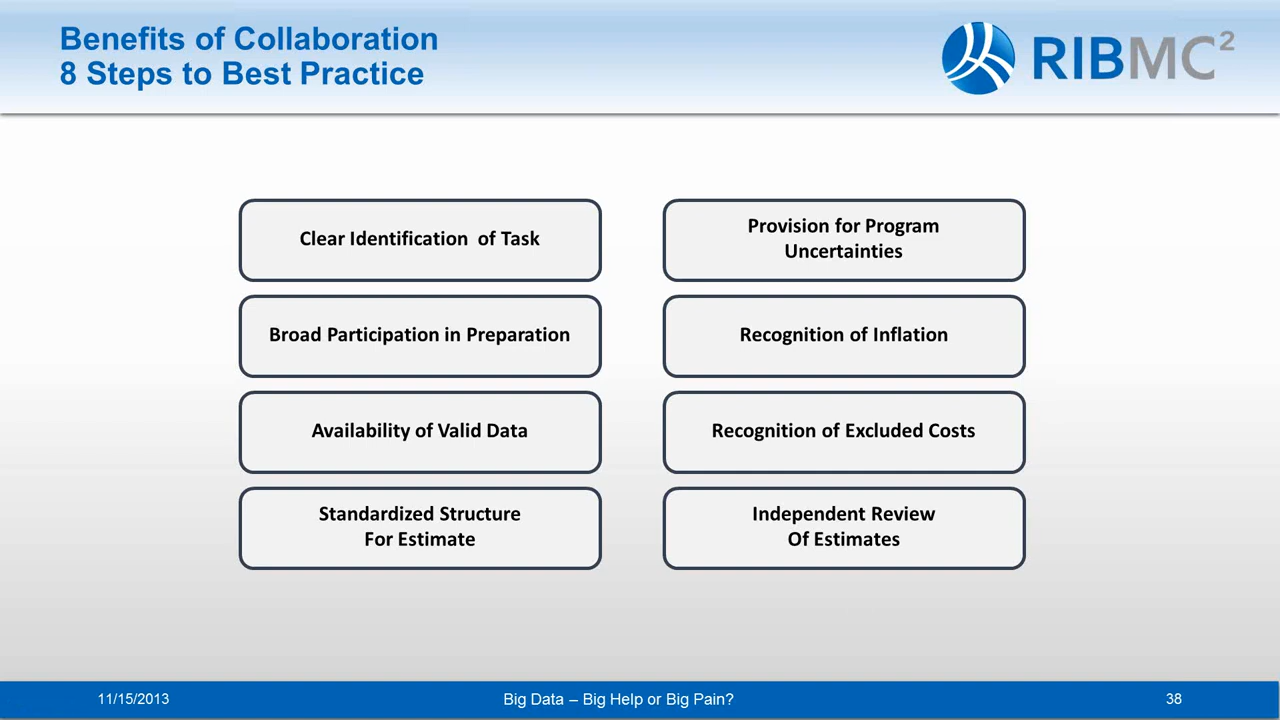 Benefits of Collaboration
8 Steps to Best Practice
RIBMC²
Clear Identification of Task
Broad Participation in Preparation
Availability of Valid Data
Standardized Structure
For Estimate
Provision for Program
Uncertainties
Recognition of Inflation
Recognition of Excluded Costs
Independent Review
Of Estimates
11/15/2013
Big Data – Big Help or Big Pain?
38